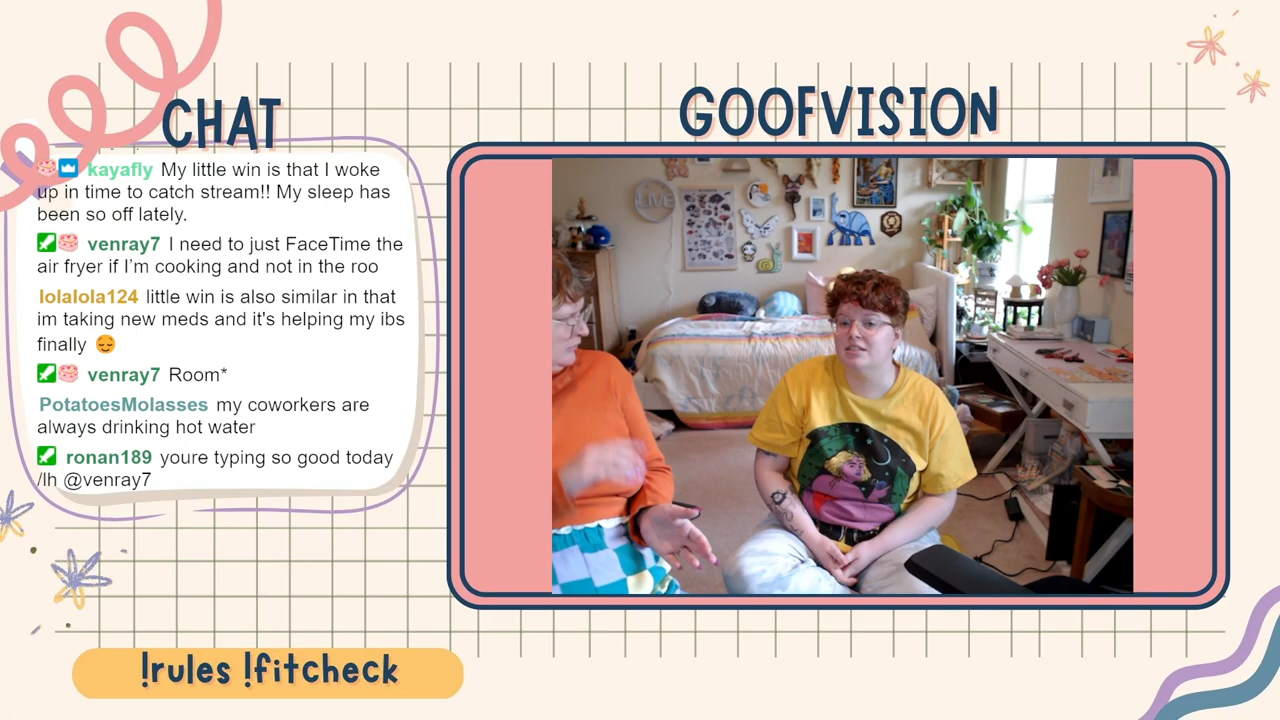 CHAT
GOOFVISION
kayafly My little win is that I woke
up in time to catch stream!! My sleep has
been so off lately.
venray7 I need to just FaceTime the
air fryer if I'm cooking and not in the roo
lolalola124 little win is also similar in that
im taking new meds and it's helping my ibs
finally 😌
venray7 Room*
PotatoesMolasses my coworkers are
always drinking hot water
ronan189 youre typing so good today
/lh @venray7
LIVE
!rules !fitcheck